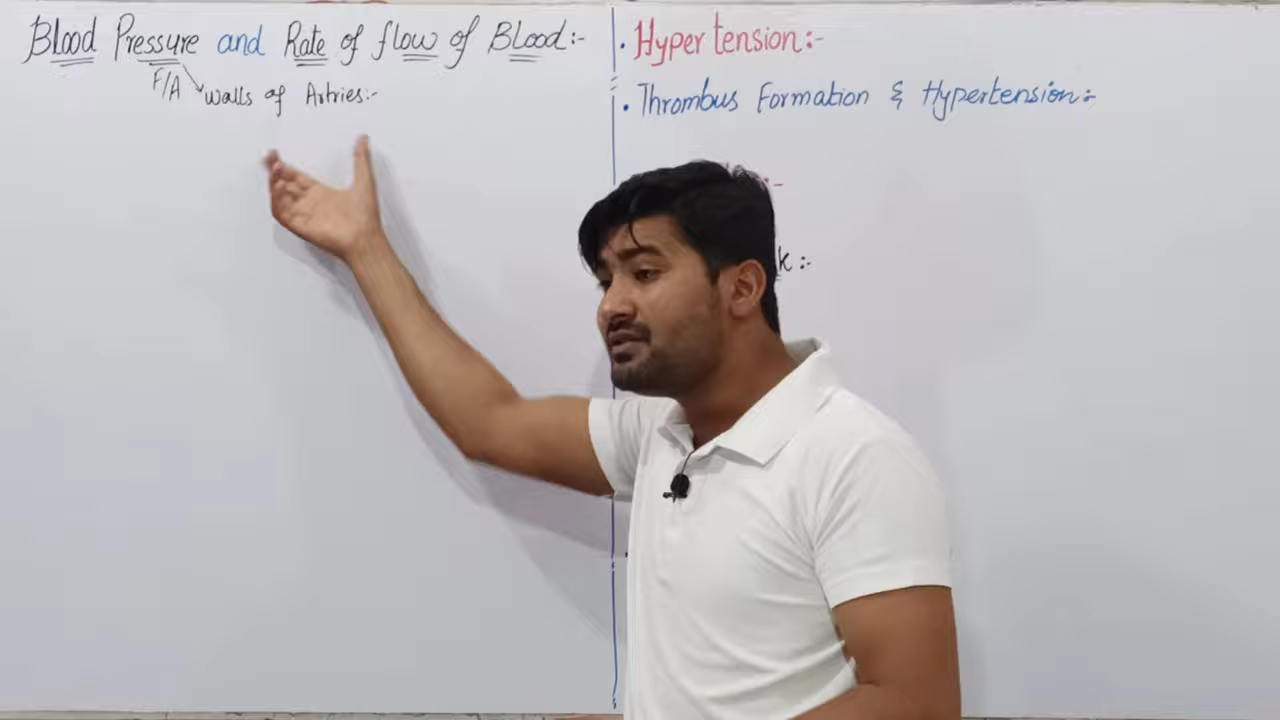 Blood Pressure and Rate of flow of Blood:-
F/A walls of Artries:-
• Hyper tension:-
• Thrombus Formation & Hypertension:-